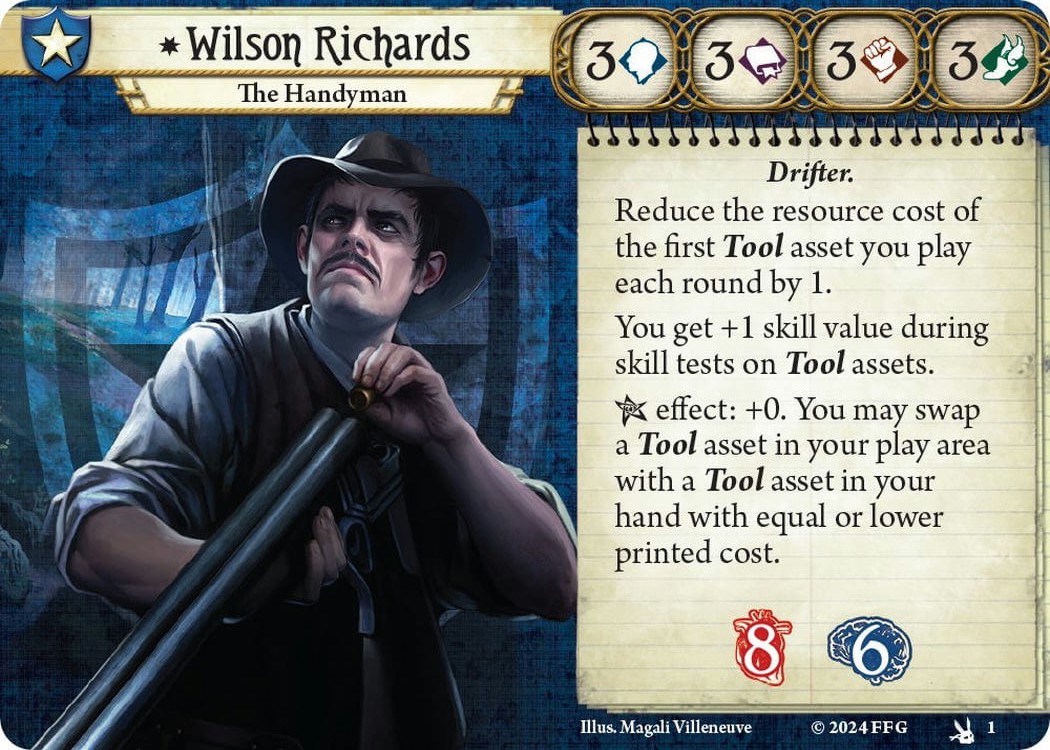 Wilson Richards
The Handyman
3 3 3 3
Drifter.
Reduce the resource cost of
the first Tool asset you play
each round by 1.
You get +1 skill value during
skill tests on Tool assets.
effect: +0. You may swap
a Tool asset in your play area
with a Tool asset in your
hand with equal or lower
printed cost.
8 6
Illus. Magali Villeneuve © 2024 FFG 1